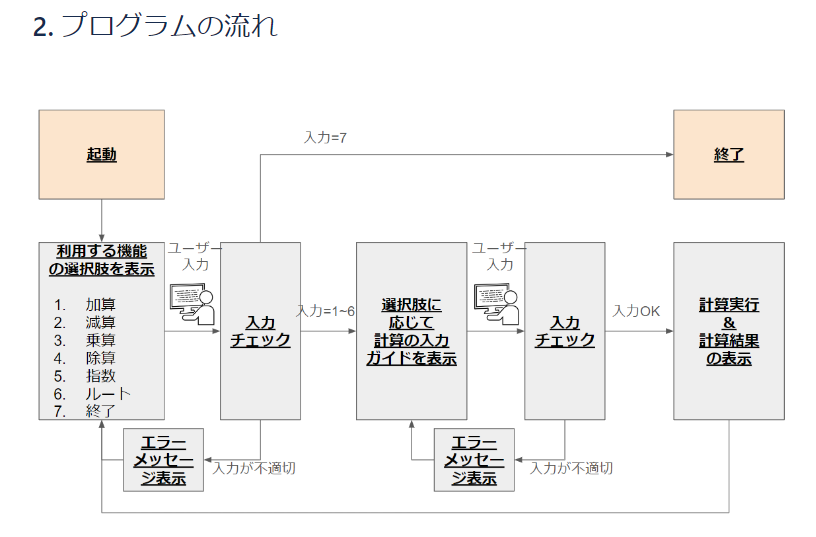 2. プログラムの流れ
起動
入力=7
終了
利用する機能
の選択肢を表示
1. 加算
2. 減算
3. 乗算
4. 除算
5. 指数
6. ルート
7. 終了
ユーザー
入力
入力
チェック
入力=1~6
選択肢に
応じて
計算の入力
ガイドを表示
ユーザー
入力
入力
チェック
入力OK
計算実行
&
計算結果
の表示
エラー
メッセー
ジ表示
入力が不適切
エラー
メッセー
ジ表示
入力が不適切